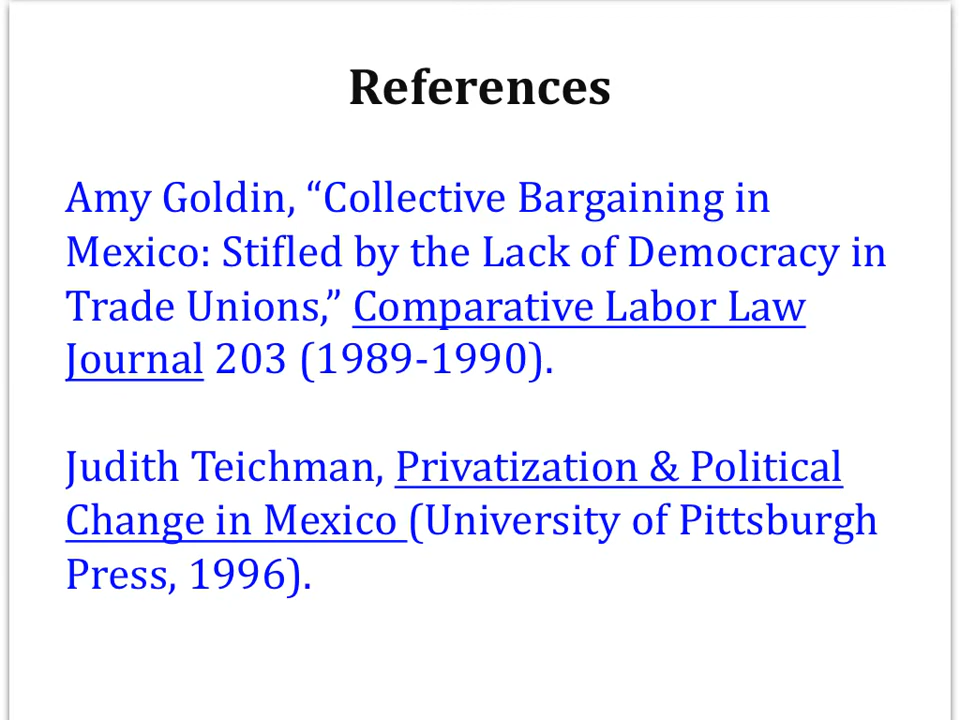 References
Amy Goldin, “Collective Bargaining in
Mexico: Stifled by the Lack of Democracy in
Trade Unions,” Comparative Labor Law
Journal 203 (1989-1990).
Judith Teichman, Privatization & Political
Change in Mexico (University of Pittsburgh
Press, 1996).